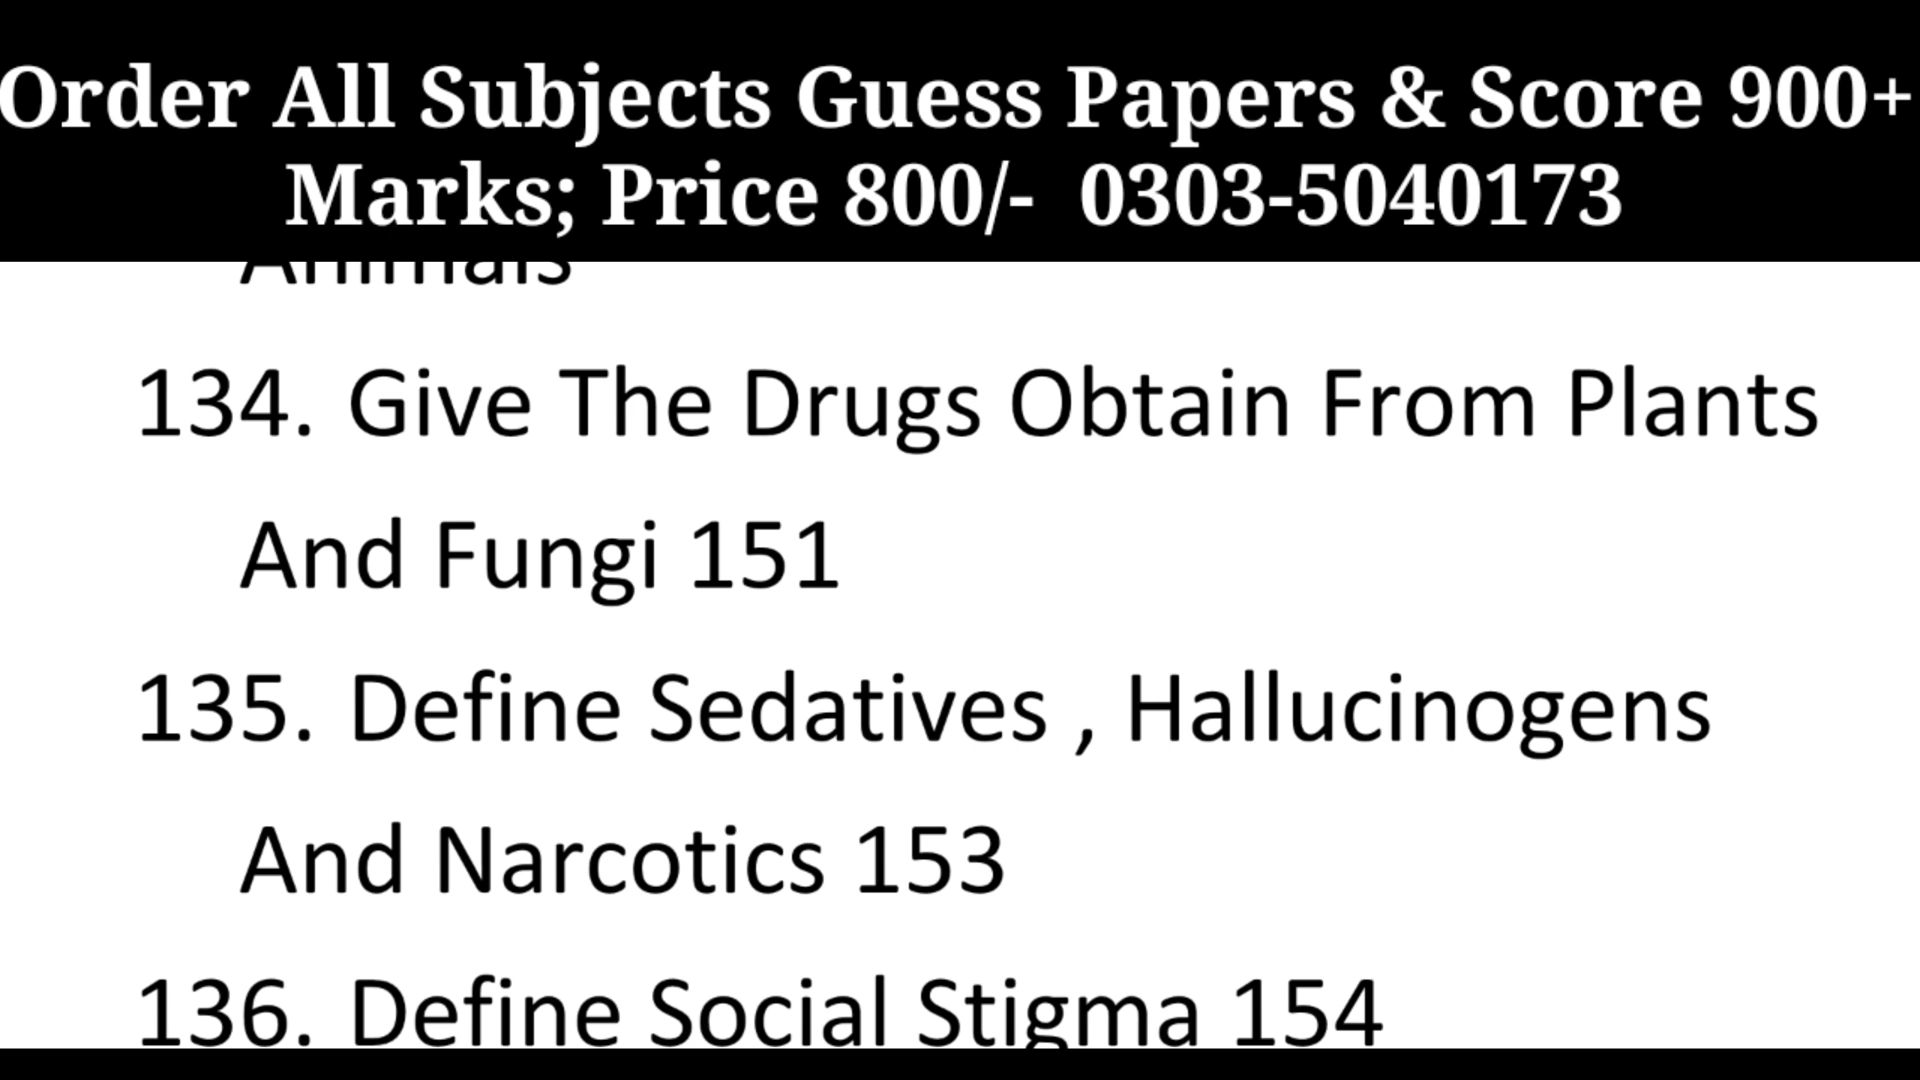 Order All Subjects Guess Papers & Score 900+
Marks; Price 800/- 0303-5040173
Animals
134. Give The Drugs Obtain From Plants
And Fungi 151
135. Define Sedatives , Hallucinogens
And Narcotics 153
136. Define Social Stigma 154